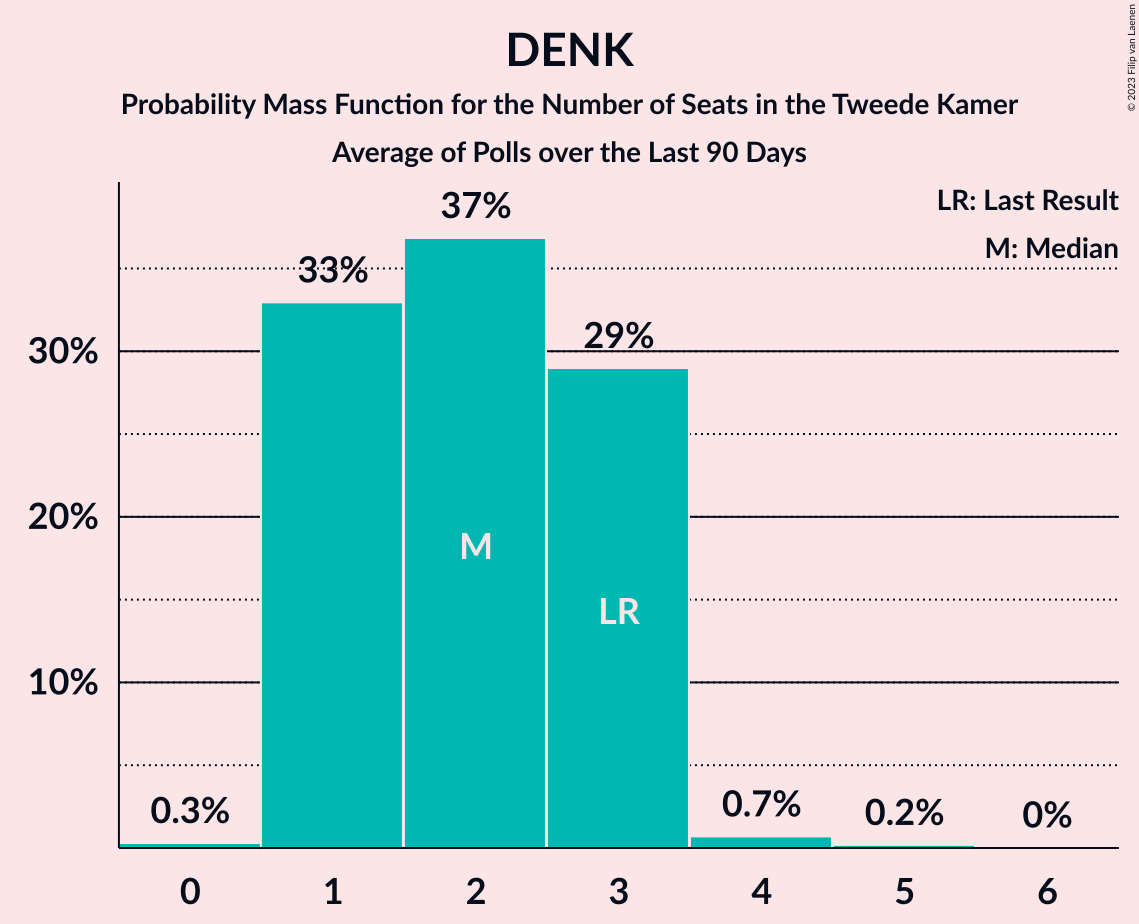 DENK
Probability Mass Function for the Number of Seats in the Tweede Kamer
Average of Polls over the Last 90 Days
© 2023 Filip van Laenen
LR: Last Result
M: Median
37%
33%
29%
30%
20%
10%
M
LR
0.3%
0.7%
0.2%
0%
0 1 2 3 4 5 6